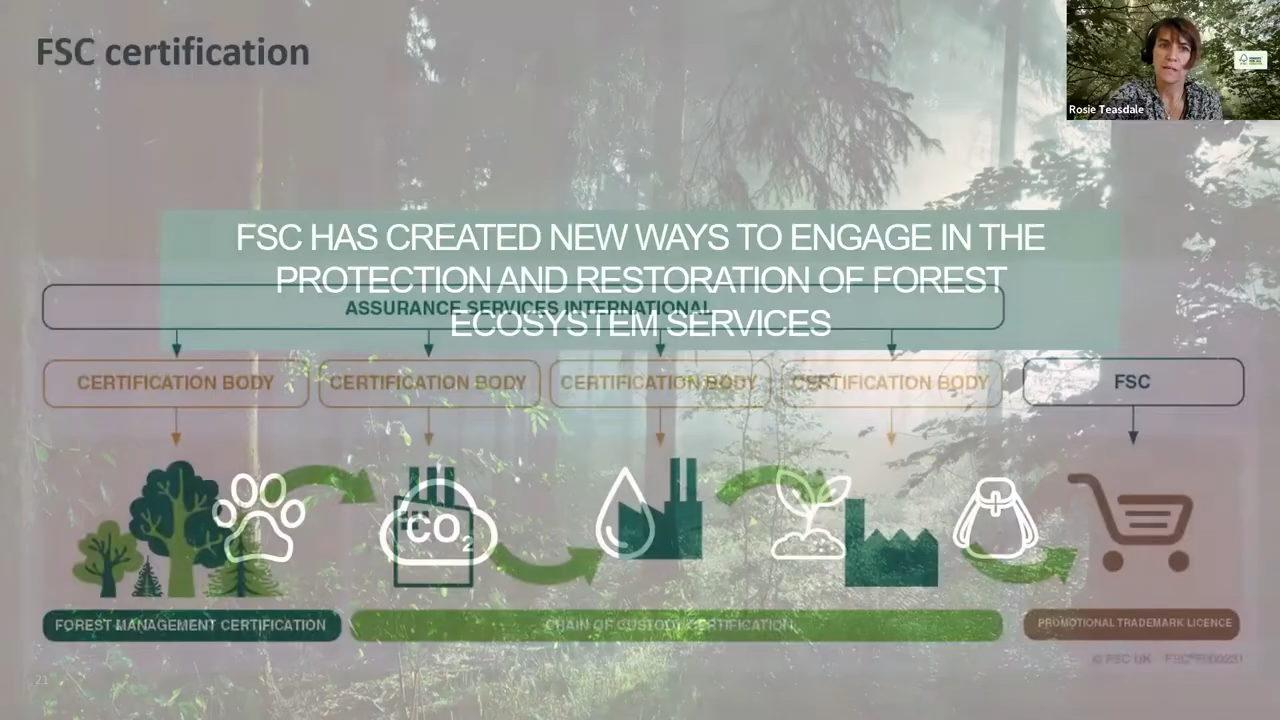 FSC certification
Rosie Teasdale
FSC HAS CREATED NEW WAYS TO ENGAGE IN THE
PROTECTION AND RESTORATION OF FOREST
ECOSYSTEM SERVICES
ASSURANCE SERVICES INTERNATIONAL
CERTIFICATION BODY
CERTIFICATION BODY
CERTIFICATION BODY
CERTIFICATION BODY
FSC
CO2
FOREST MANAGEMENT CERTIFICATION
CHAIN OF CUSTODY CERTIFICATION
PROMOTIONAL TRADEMARK LICENCE
© FSC UK
21